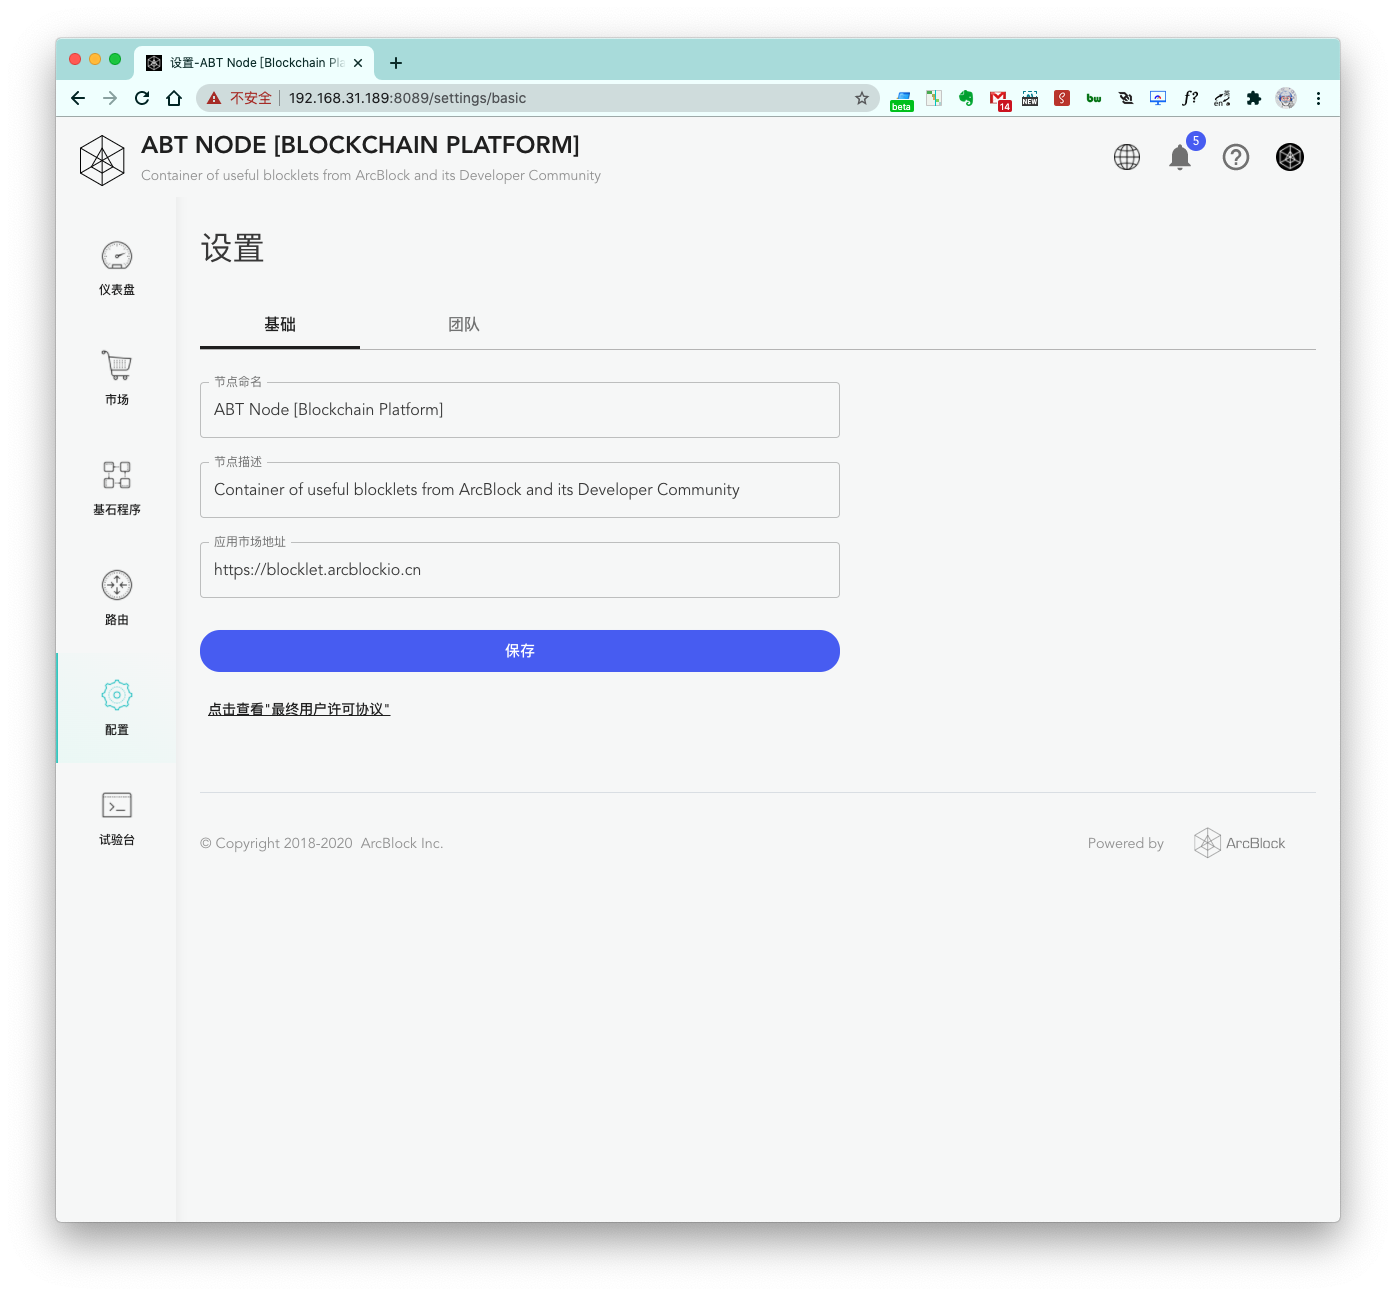 设置-ABT Node [Blockchain Pla
不安全 192.168.31.189:8089/settings/basic
beta
14
NEW
bw
f?
en
ABT NODE [BLOCKCHAIN PLATFORM]
Container of useful blocklets from ArcBlock and its Developer Community
5
仪表盘
市场
基石程序
路由
配置
试验台
设置
基础
团队
节点命名
ABT Node [Blockchain Platform]
节点描述
Container of useful blocklets from ArcBlock and its Developer Community
应用市场地址
https://blocklet.arcblockio.cn
保存
点击查看"最终用户许可协议"
© Copyright 2018-2020 ArcBlock Inc.
Powered by
ArcBlock